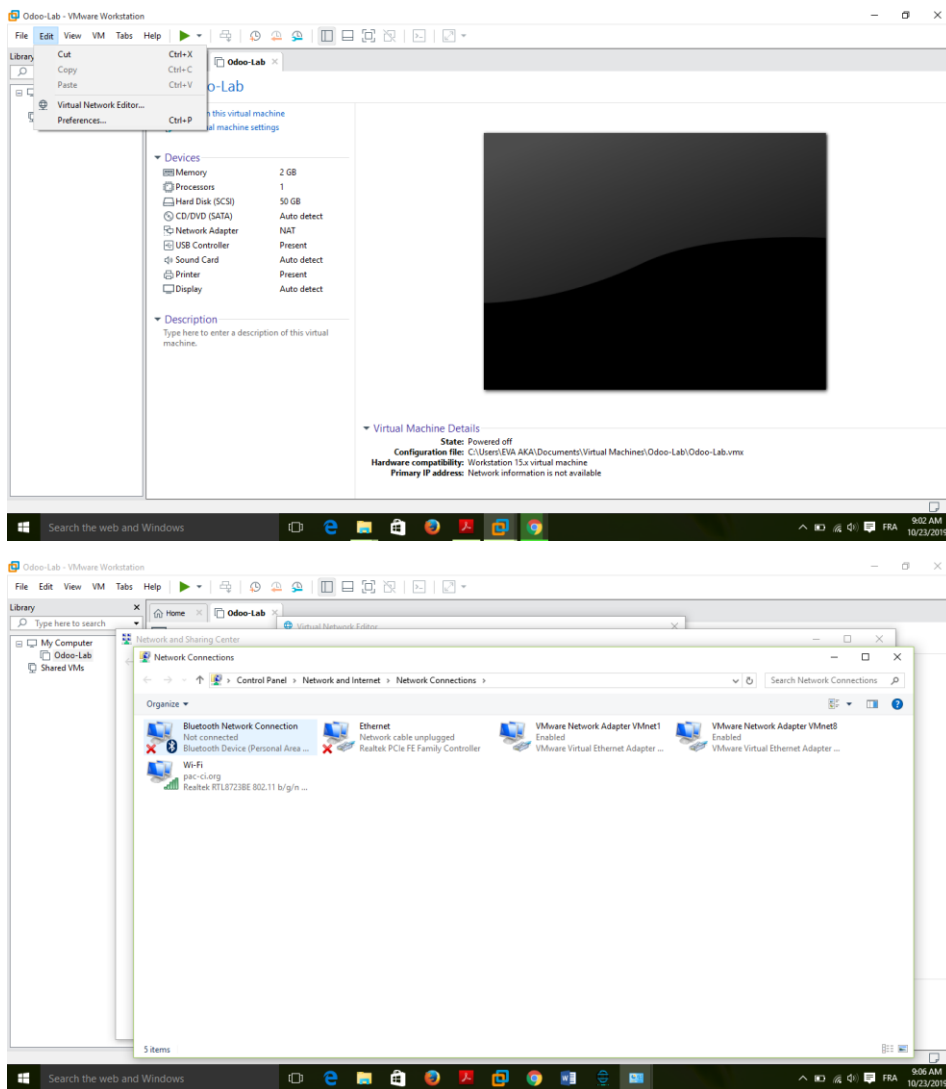 Odoo-Lab - VMware Workstation
File Edit View VM Tabs Help
Library
Cut Ctrl+X
Copy Ctrl+C
Paste Ctrl+V
Virtual Network Editor...
Preferences... Ctrl+P
Odoo-Lab
o-Lab
this virtual machine
al machine settings
Devices
Memory 2 GB
Processors 1
Hard Disk (SCSI) 50 GB
CD/DVD (SATA) Auto detect
Network Adapter NAT
USB Controller Present
Sound Card Auto detect
Printer Present
Display Auto detect
Description
Type here to enter a description of this virtual
machine.
Virtual Machine Details
State: Powered off
Configuration file: C:\Users\EVA AKA\Documents\Virtual Machines\Odoo-Lab\Odoo-Lab.vmx
Hardware compatibility: Workstation 15.x virtual machine
Primary IP address: Network information is not available
Search the web and Windows
FRA
9:02 AM
10/23/2019
Odoo-Lab - VMware Workstation
File Edit View VM Tabs Help
Library
Home
Odoo-Lab
Type here to search
Virtual Network Editor
My Computer
Odoo-Lab
Shared VMs
Network and Sharing Center
Network Connections
Control Panel > Network and Internet > Network Connections >
Search Network Connections
Organize
Bluetooth Network Connection
Not connected
Bluetooth Device (Personal Area ...
Ethernet
Network cable unplugged
Realtek PCIe FE Family Controller
VMware Network Adapter VMnet1
Enabled
VMware Virtual Ethernet Adapter ...
VMware Network Adapter VMnet8
Enabled
VMware Virtual Ethernet Adapter ...
Wi-Fi
pac-ci.org
Realtek RTL8723BE 802.11 b/g/n ...
5 items
Search the web and Windows
FRA
9:06 AM
10/23/2019